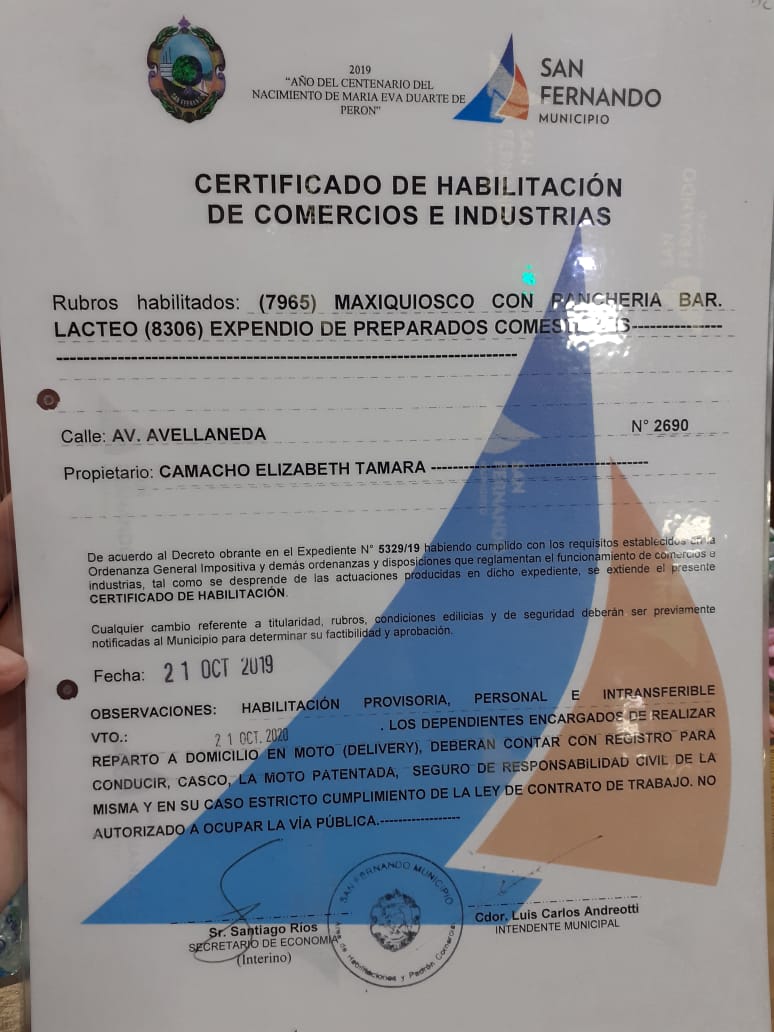 2019
"AÑO DEL CENTENARIO DEL
NACIMIENTO DE MARIA EVA DUARTE DE
PERON"
SAN
FERNANDO
MUNICIPIO
SAN FERNANDO
CERTIFICADO DE HABILITACIÓN
DE COMERCIOS E INDUSTRIAS
Rubros habilitados: (7965) MAXIQUIOSCO CON PANCHERIA BAR.
LACTEO (8306) EXPENDIO DE PREPARADOS COMESTIBLES-----------------
Calle: AV. AVELLANEDA N° 2690
Propietario: CAMACHO ELIZABETH TAMARA -----------------------------------------
De acuerdo al Decreto obrante en el Expediente N° 5329/19 habiendo cumplido con los requisitos establecidos en la
Ordenanza General Impositiva y demás ordenanzas y disposiciones que reglamentan el funcionamiento de comercios e
industrias, tal como se desprende de las actuaciones producidas en dicho expediente, se extiende el presente
CERTIFICADO DE HABILITACIÓN.
Cualquier cambio referente a titularidad, rubros, condiciones edilicias y de seguridad deberán ser previamente
notificadas al Municipio para determinar su factibilidad y aprobación.
Fecha: 21 OCT 2019
OBSERVACIONES: HABILITACIÓN PROVISORIA, PERSONAL E INTRANSFERIBLE
VTO.: 21 OCT. 2020 . LOS DEPENDIENTES ENCARGADOS DE REALIZAR
REPARTO A DOMICILIO EN MOTO (DELIVERY), DEBERAN CONTAR CON REGISTRO PARA
CONDUCIR, CASCO, LA MOTO PATENTADA, SEGURO DE RESPONSABILIDAD CIVIL DE LA
MISMA Y EN SU CASO ESTRICTO CUMPLIMIENTO DE LA LEY DE CONTRATO DE TRABAJO. NO
AUTORIZADO A OCUPAR LA VÍA PÚBLICA.------------------
Sr. Santiago Ríos
SECRETARIO DE ECONOMIA
(Interino)
SAN FERNANDO MUNICIPIO
de Habilitaciones y Padrón Comercial
Cdor. Luis Carlos Andreotti
INTENDENTE MUNICIPAL